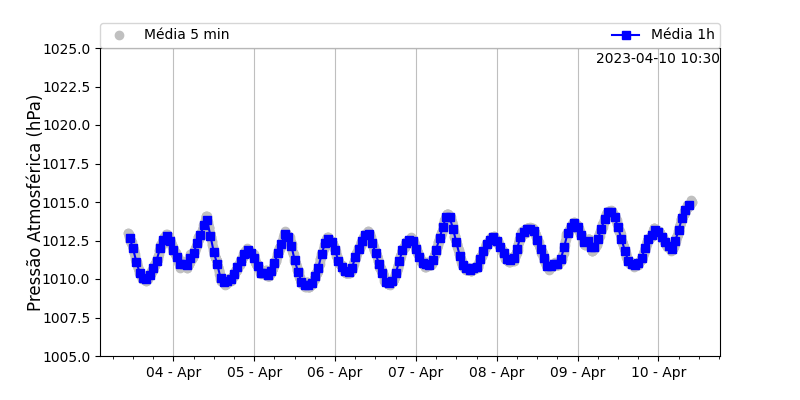 Média 5 min
Média 1h
2023-04-10 10:30
Pressão Atmosférica (hPa)
1025.0
1022.5
1020.0
1017.5
1015.0
1012.5
1010.0
1007.5
1005.0
04 - Apr
05 - Apr
06 - Apr
07 - Apr
08 - Apr
09 - Apr
10 - Apr